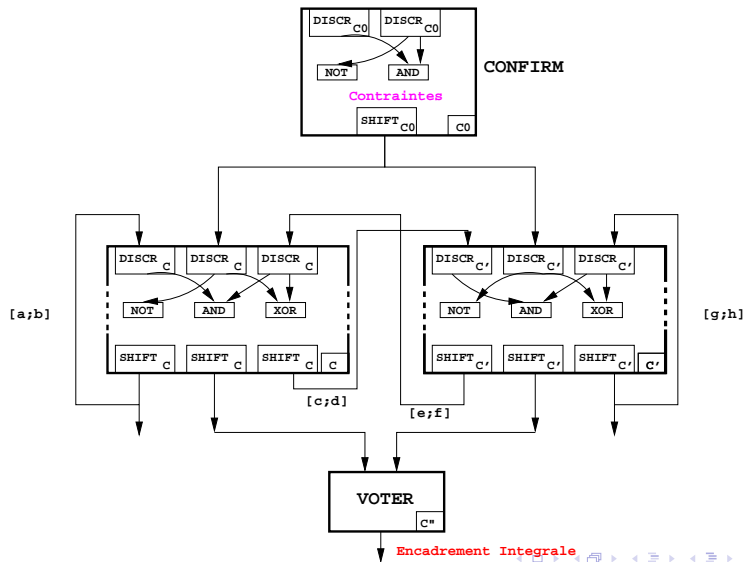 DISCR C0 DISCR C0
NOT AND
CONFIRM
Contraintes
SHIFT C0 C0
DISCR C DISCR C DISCR C
DISCR C' DISCR C' DISCR C'
[a;b]
NOT AND XOR
NOT AND XOR
[g;h]
SHIFT C SHIFT C SHIFT C C
SHIFT C' SHIFT C' SHIFT C' C'
[c;d]
[e;f]
VOTER
C"
Encadrement Integrale